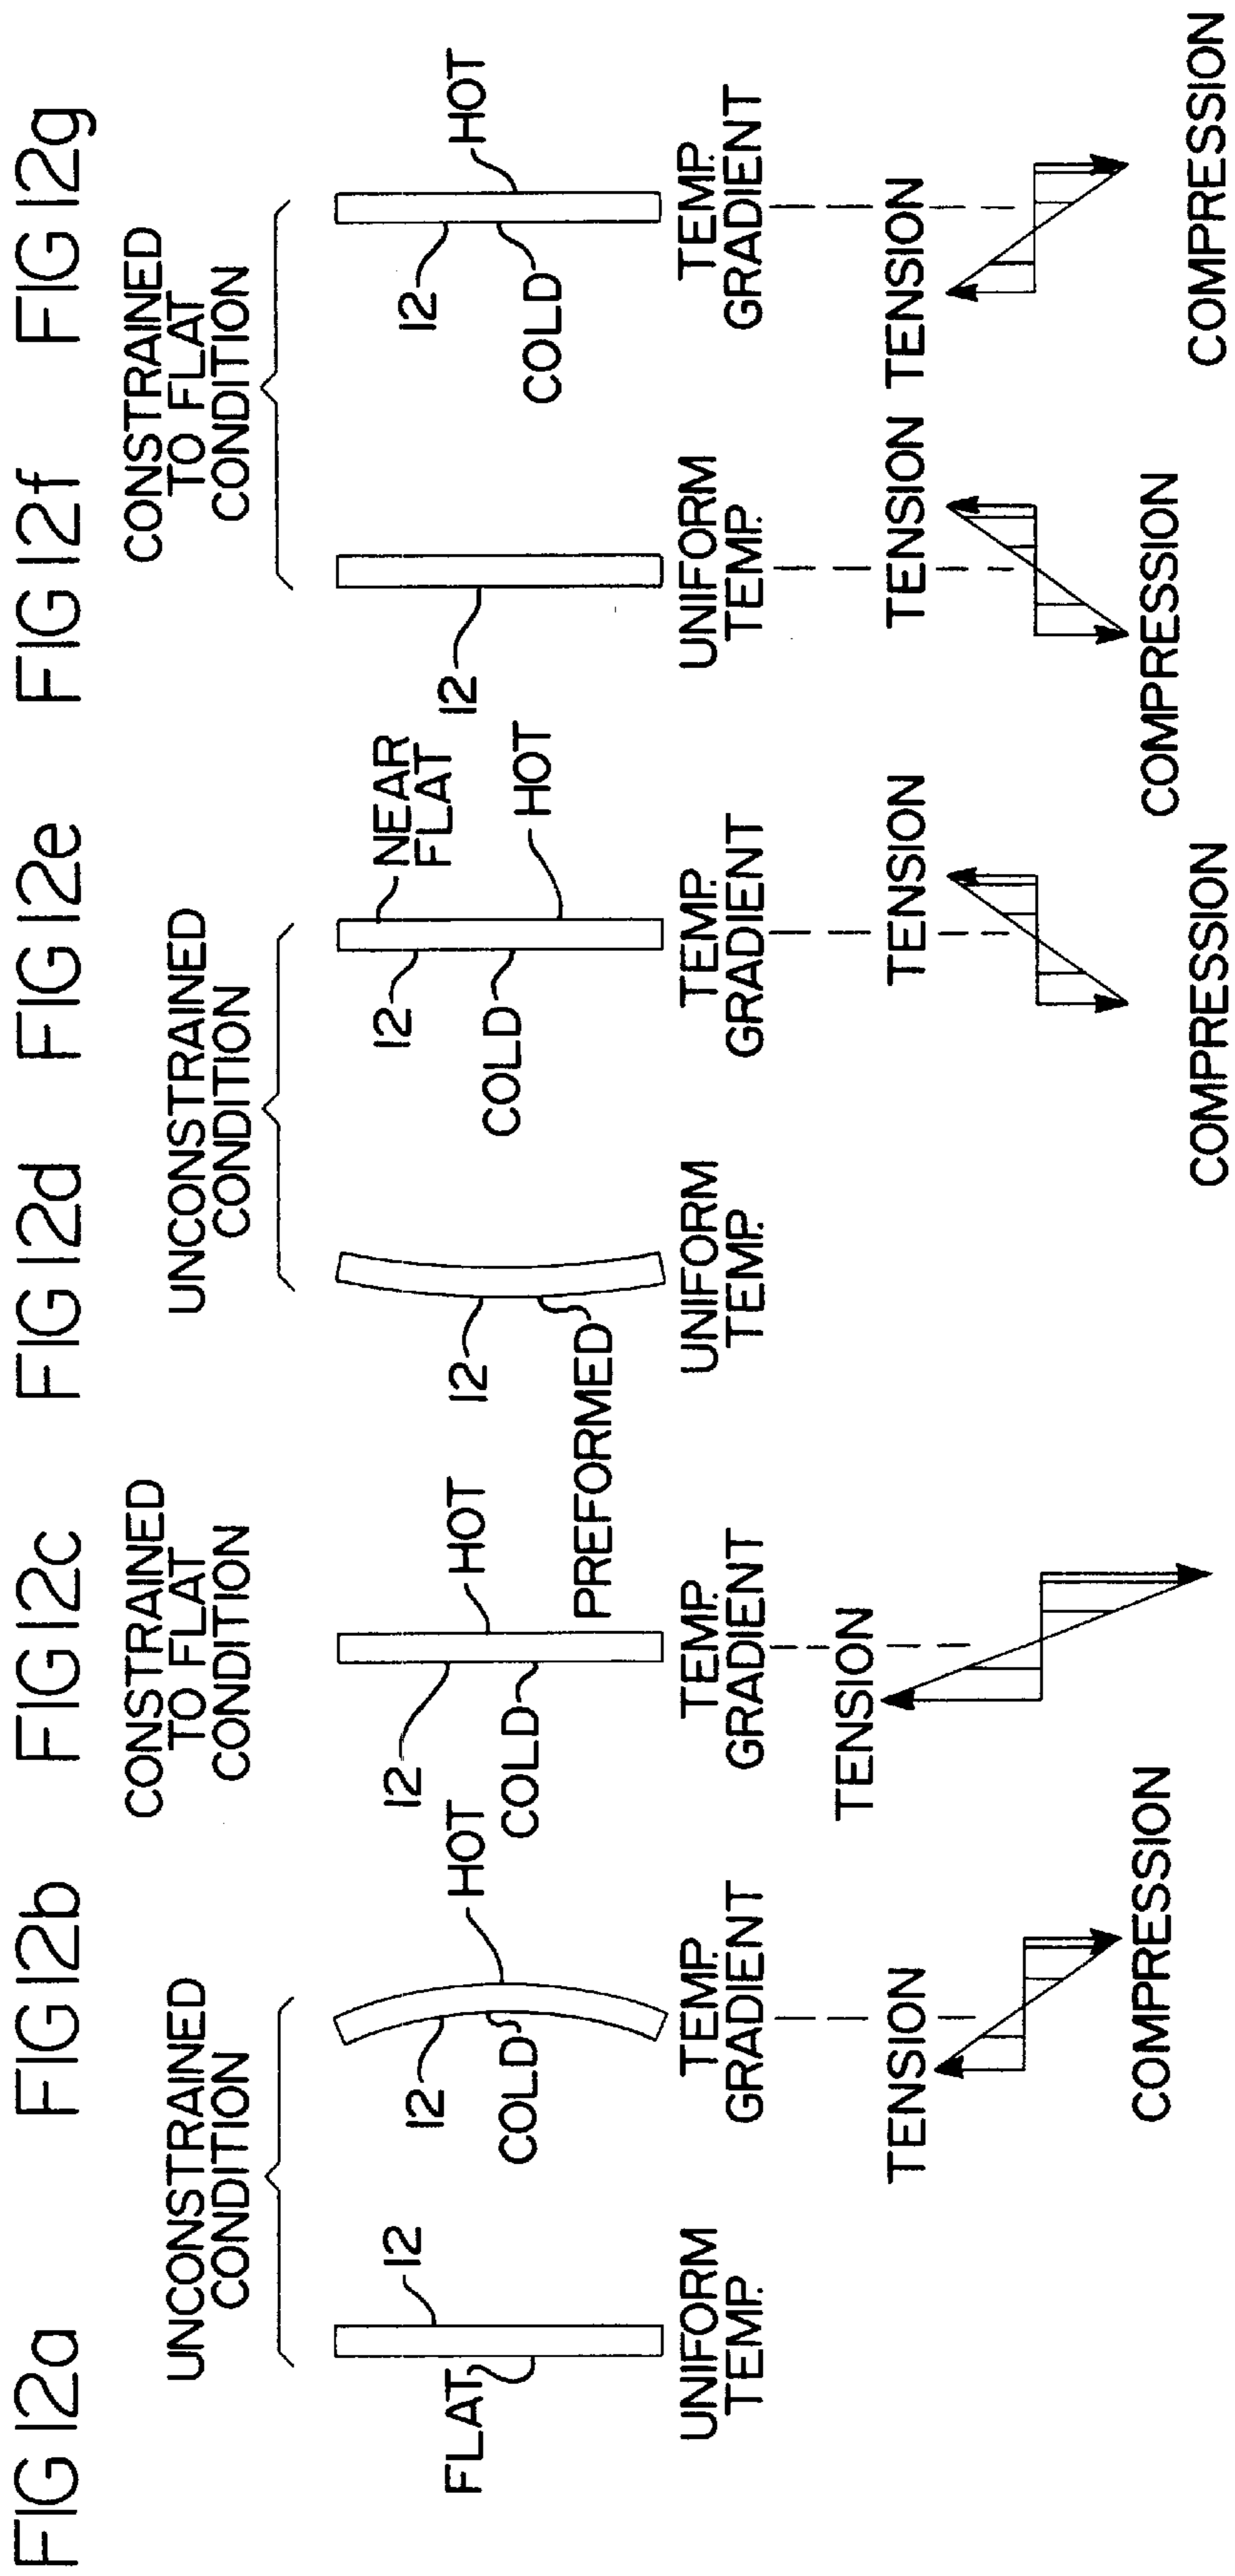 FIG 12a
UNCONSTRAINED
CONDITION
FLAT
12
UNIFORM
TEMP.
FIG 12b
12
COLD
HOT
TEMP.
GRADIENT
TENSION
COMPRESSION
FIG 12c
CONSTRAINED
TO FLAT
CONDITION
12
COLD
HOT
TEMP.
GRADIENT
TENSION
FIG 12d
UNCONSTRAINED
CONDITION
12
PREFORMED
UNIFORM
TEMP.
FIG 12e
NEAR
FLAT
12
COLD
HOT
TEMP.
GRADIENT
TENSION
COMPRESSION
FIG 12f
CONSTRAINED
TO FLAT
CONDITION
12
UNIFORM
TEMP.
TENSION
COMPRESSION
FIG 12g
12
COLD
HOT
TEMP.
GRADIENT
TENSION
COMPRESSION